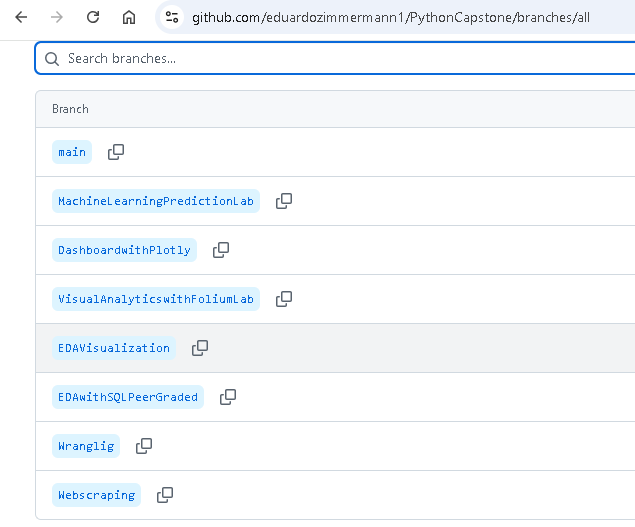 github.com/eduardozimmermann1/PythonCapstone/branches/all
Search branches...
Branch
main
MachineLearningPredictionLab
DashboardwithPlotly
VisualAnalyticswithFoliumLab
EDAVisualization
EDAwithSQLPeerGraded
Wranglig
Webscraping